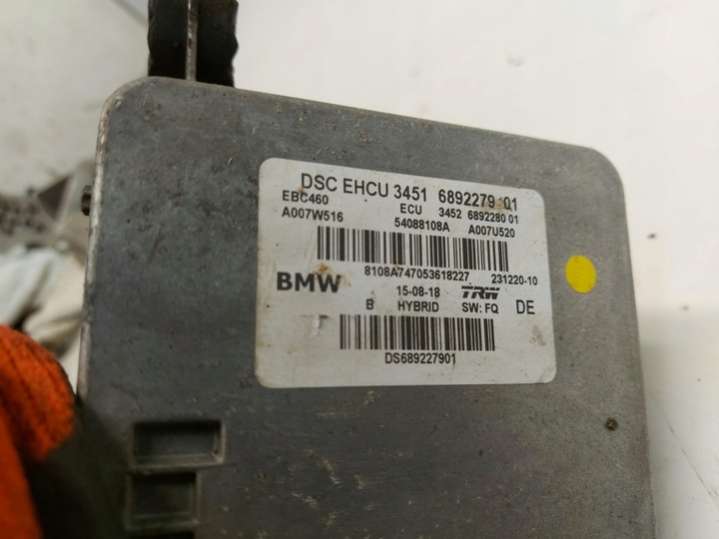 DSC EHCU 3451 6892279 01
EBC460 ECU 3452 6892280 01
A007W516 54088108A A007U520
8108A747053618227 231220-10
BMW 15-08-18 TRW
B HYBRID SW: FQ DE
DS689227901